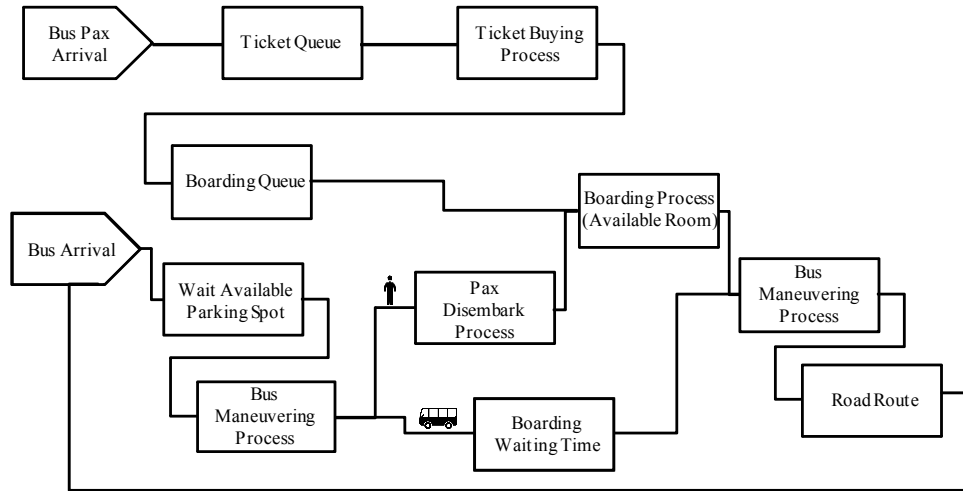 Bus Pax
Arrival
Ticket Queue
Ticket Buying
Process
Boarding Queue
Boarding Process
(Available Room)
Bus Arrival
Wait Available
Parking Spot
Pax
Disembark
Process
Bus
Maneuvering
Process
Bus
Maneuvering
Process
Boarding
Waiting Time
Road Route